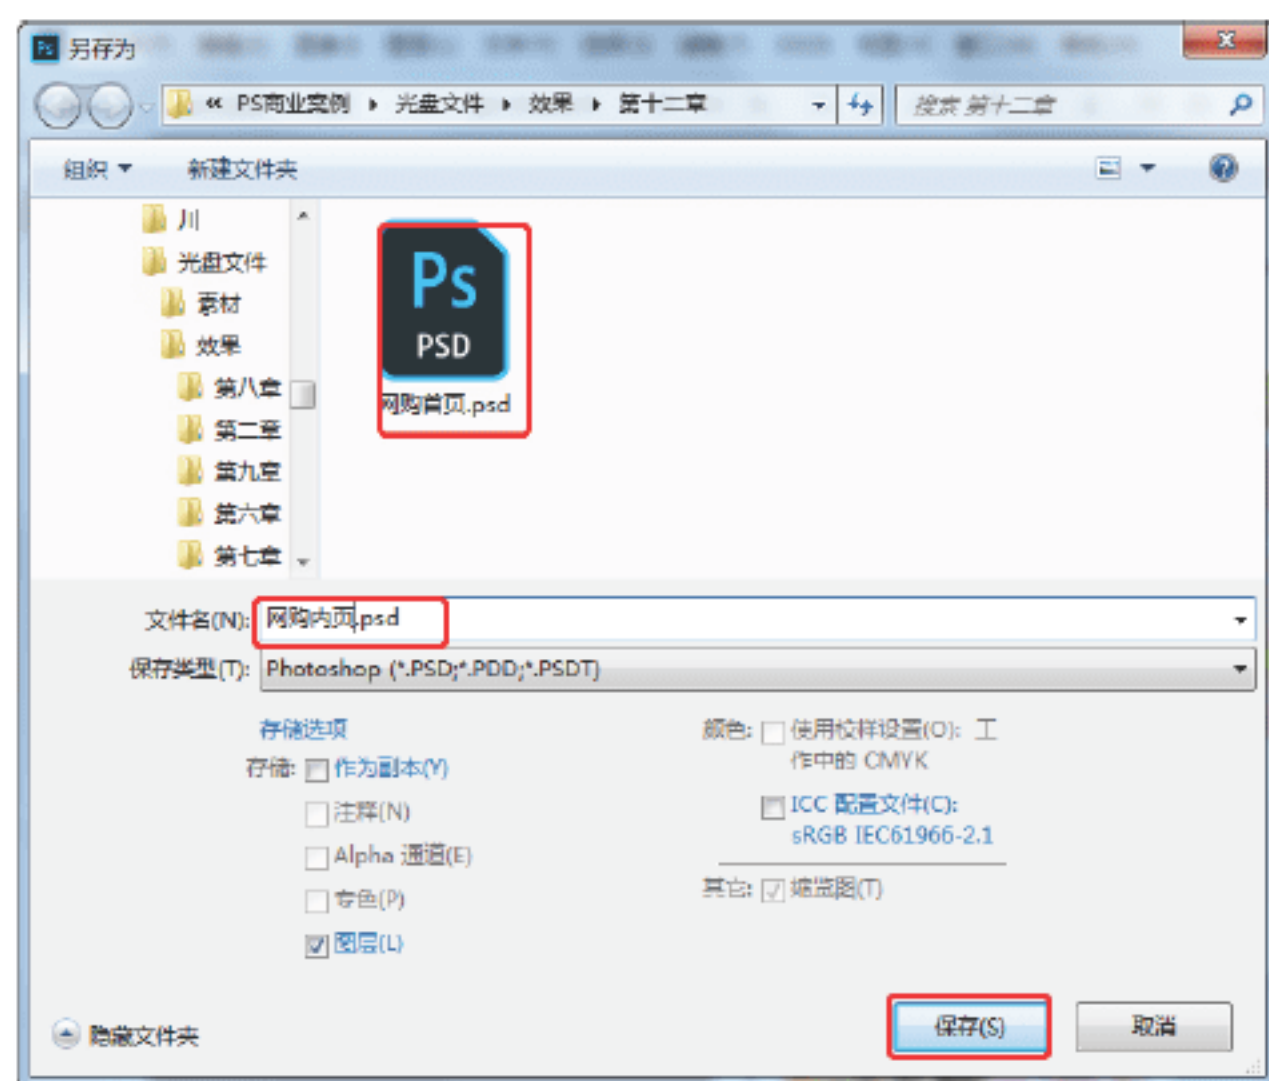 另存为
« PS商业案例 ▸ 光盘文件 ▸ 效果 ▸ 第十二章
搜索 第十二章
组织
新建文件夹
川
光盘文件
素材
效果
第八章
第二章
第九章
第六章
第七章
Ps
PSD
网购首页.psd
文件名(N): 网购内页.psd
保存类型(T): Photoshop (*.PSD;*.PDD;*.PSDT)
存储选项
存储: 作为副本(Y)
注释(N)
Alpha 通道(E)
专色(P)
图层(L)
颜色: 使用校样设置(O): 工
作中的 CMYK
ICC 配置文件(C):
sRGB IEC61966-2.1
其它: 缩览图(T)
隐藏文件夹
保存(S)
取消